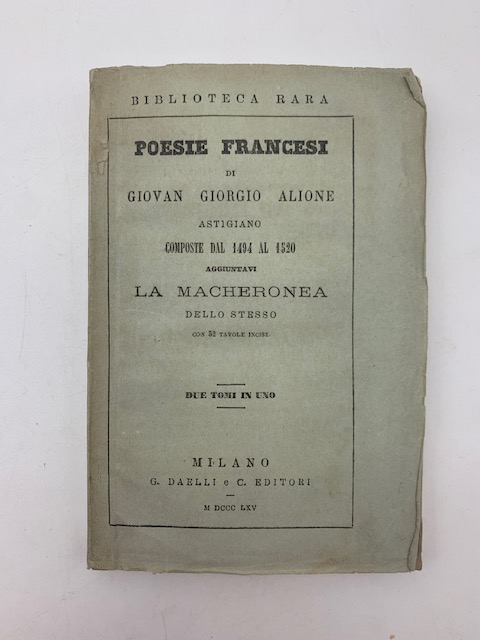 BIBLIOTECA RARA
POESIE FRANCESI
DI
GIOVAN GIORGIO ALIONE
ASTIGIANO
COMPOSTE DAL 1494 AL 1520
AGGIUNTAVI
LA MACHERONEA
DELLO STESSO
CON 32 TAVOLE INCISE.
DUE TOMI IN UNO
MILANO
G. DAELLI e C. EDITORI
M DCCC LXV